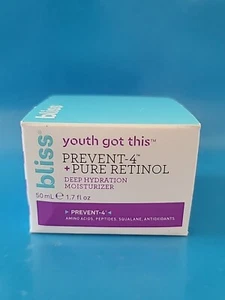 bliss
youth got this™
PREVENT-4™
+PURE RETINOL
DEEP HYDRATION
MOISTURIZER
50 mL ℮ 1.7 fl oz
PREVENT-4™
AMINO ACIDS, PEPTIDES, SQUALANE, ANTIOXIDANTS
bliss